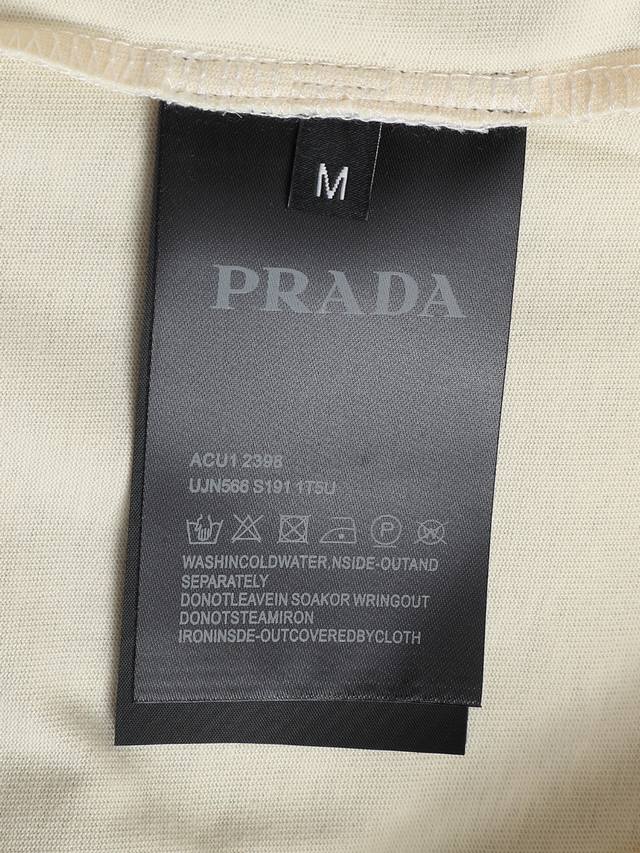 M
PRADA
ACU1 2398
UJN566 S191 1T5U
P
WASHINCOLDWATER,NSIDE-OUTAND
SEPARATELY
DONOTLEAVEIN SOAKOR WRINGOUT
DONOTSTEAMIRON
IRONINSDE-OUTCOVEREDBYCLOTH